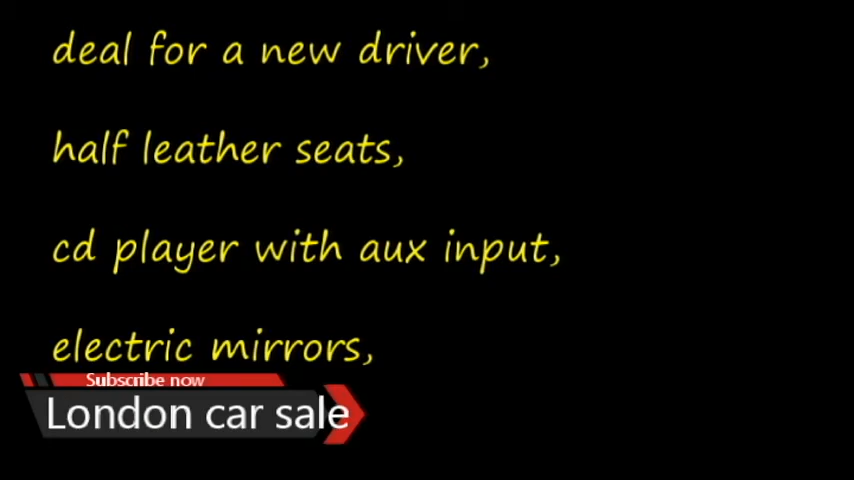 deal for a new driver,
half leather seats,
cd player with aux input,
electric mirrors,
Subscribe now
London car sale